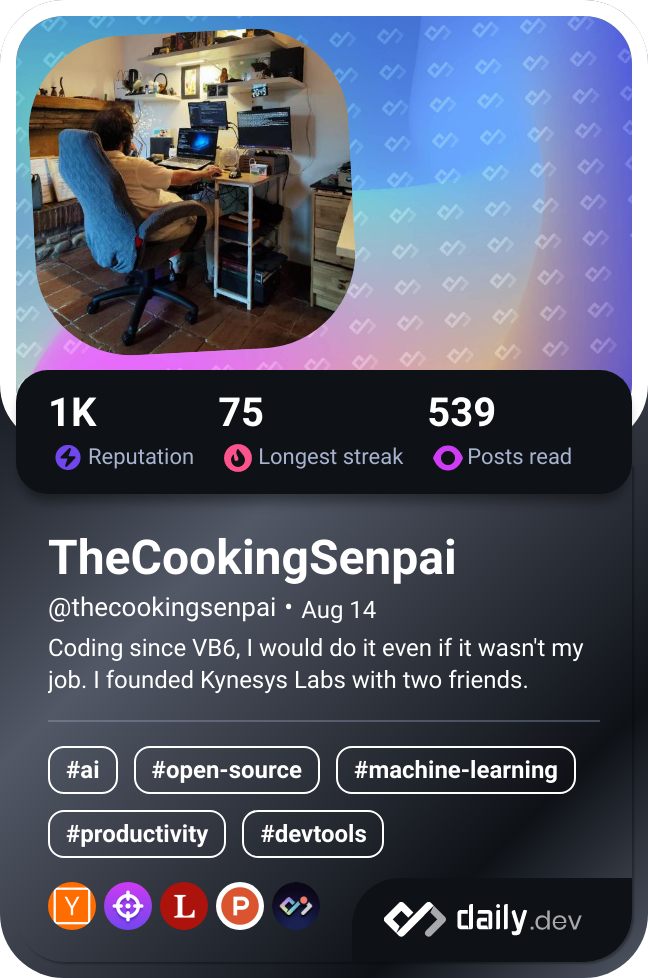 1K 75 539
Reputation Longest streak Posts read
TheCookingSenpai
@thecookingsenpai • Aug 14
Coding since VB6, I would do it even if it wasn't my
job. I founded Kynesys Labs with two friends.
#ai #open-source #machine-learning
#productivity #devtools
Y L P
daily.dev